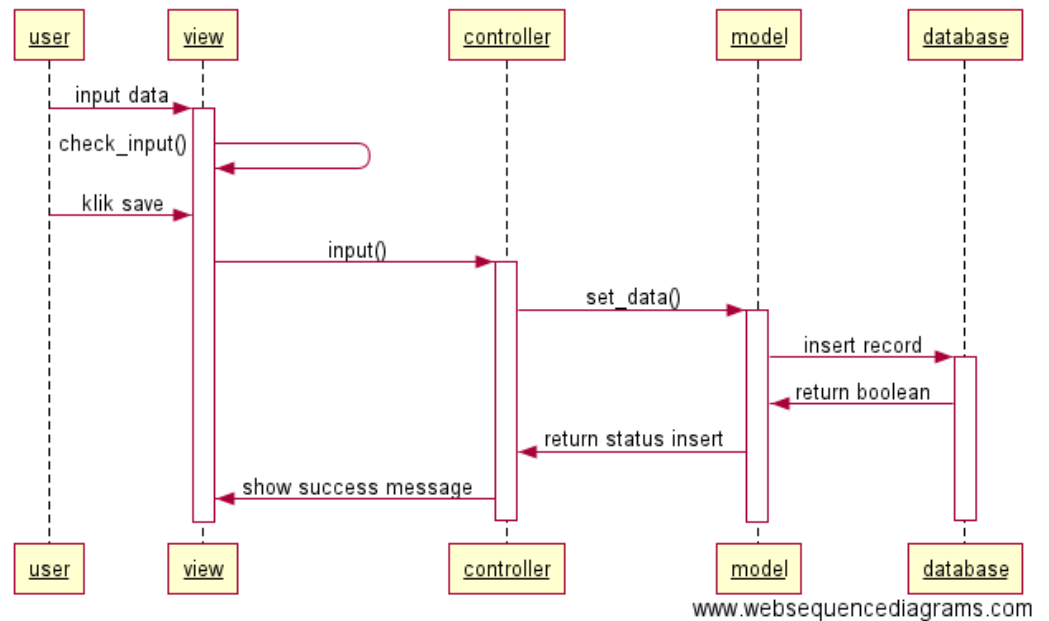 user
view
controller
model
database
input data
check_input()
klik save
input()
set_data()
insert record
return boolean
return status insert
show success message
user
view
controller
model
database
www.websequencediagrams.com